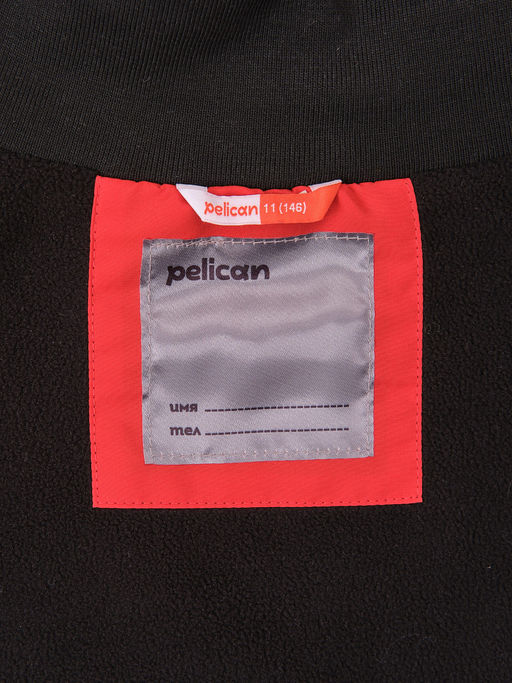 pelican 11 (146)
pelican
имя
тел